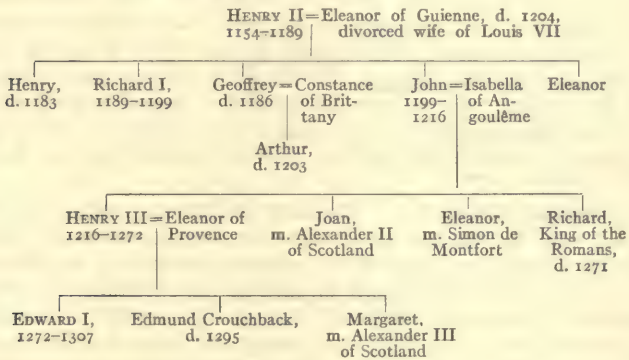 HENRY II=Eleanor of Guienne, d. 1204,
1154–1189 divorced wife of Louis VII
Henry, Richard I, Geoffrey=Constance John=Isabella Eleanor
d. 1183 1189–1199 d. 1186 of Brit- 1199– of An-
tany 1216 goulême
Arthur,
d. 1203
HENRY III=Eleanor of Joan, Eleanor, Richard,
1216–1272 Provence m. Alexander II m. Simon de King of the
of Scotland Montfort Romans,
d. 1271
EDWARD I, Edmund Crouchback, Margaret,
1272–1307 d. 1295 m. Alexander III
of Scotland